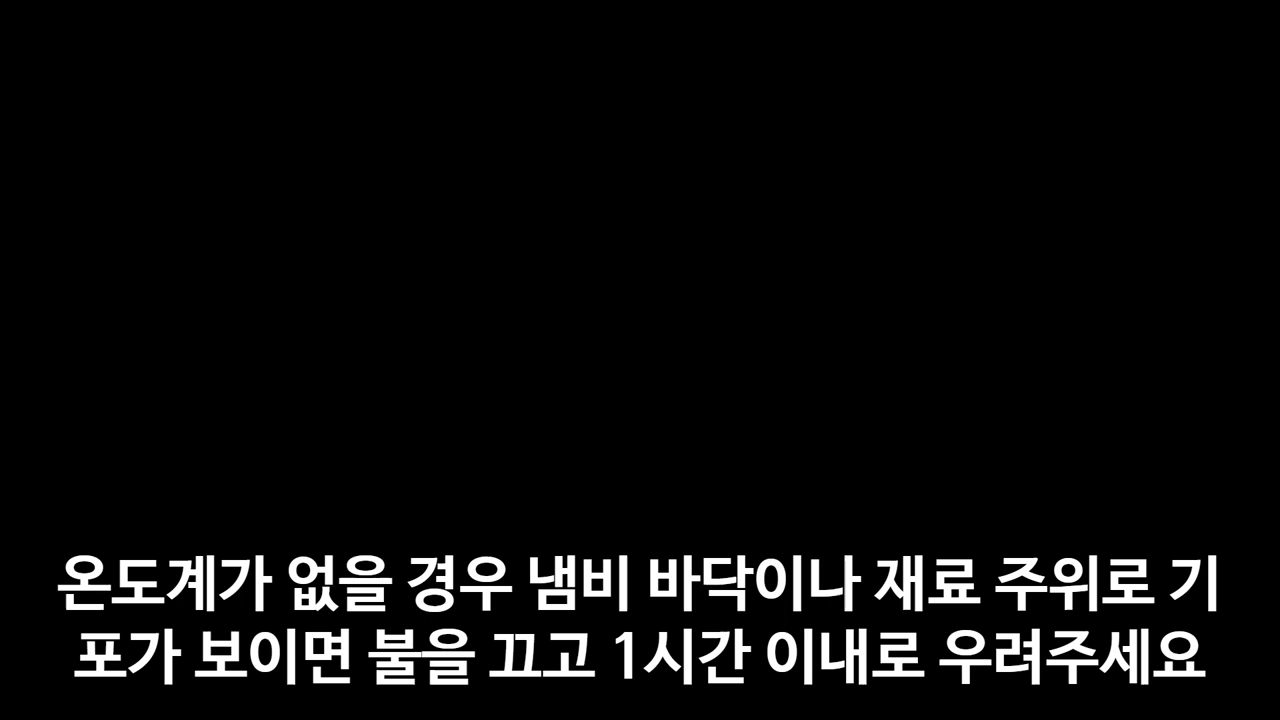 온도계가 없을 경우 냄비 바닥이나 재료 주위로 기
포가 보이면 불을 끄고 1시간 이내로 우려주세요